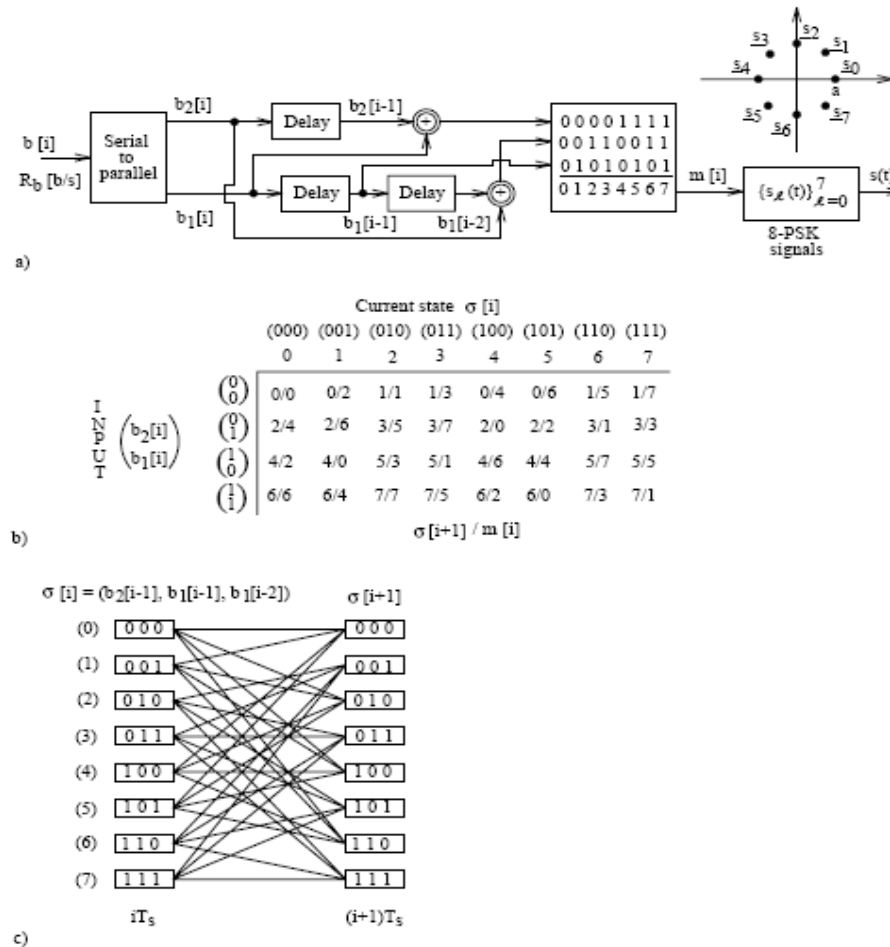 s3 s2 s1
s4 s0
a
s5 s6 s7
b [i]
R_b [b/s]
Serial
to
parallel
b2[i]
b1[i]
Delay
b2[i-1]
+
Delay
b1[i-1]
Delay
b1[i-2]
+
0 0 0 0 1 1 1 1
0 0 1 1 0 0 1 1
0 1 0 1 0 1 0 1
0 1 2 3 4 5 6 7
m [i]
{s_ℓ(t)}^7_ℓ=0
s(t)
8-PSK
signals
a)
Current state σ [i]
(000) (001) (010) (011) (100) (101) (110) (111)
0 1 2 3 4 5 6 7
INPUT
(b2[i] b1[i])
(0 0) 0/0 0/2 1/1 1/3 0/4 0/6 1/5 1/7
(0 1) 2/4 2/6 3/5 3/7 2/0 2/2 3/1 3/3
(1 0) 4/2 4/0 5/3 5/1 4/6 4/4 5/7 5/5
(1 1) 6/6 6/4 7/7 7/5 6/2 6/0 7/3 7/1
σ[i+1] / m [i]
b)
σ [i] = (b2[i-1], b1[i-1], b1[i-2]) σ[i+1]
(0) 0 0 0 0 0 0
(1) 0 0 1 0 0 1
(2) 0 1 0 0 1 0
(3) 0 1 1 0 1 1
(4) 1 0 0 1 0 0
(5) 1 0 1 1 0 1
(6) 1 1 0 1 1 0
(7) 1 1 1 1 1 1
iTs (i+1)Ts
c)